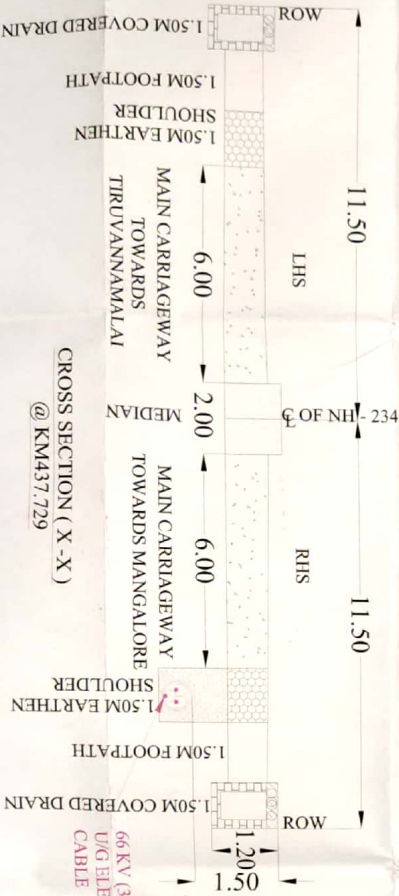 ROW
1.50M COVERED DRAIN
1.50M FOOTPATH
1.50M EARTHEN
SHOULDER
11.50
LHS
6.00
MAIN CARRIAGEWAY
TOWARDS
TIRUVANNAMALAI
℄ OF NH - 234
2.00
MEDIAN
11.50
RHS
6.00
MAIN CARRIAGEWAY
TOWARDS MANGALORE
1.50M EARTHEN
SHOULDER
1.50M FOOTPATH
1.50M COVERED DRAIN
ROW
1.20
1.50
66 KV (3
U/G ELE
CABLE
CROSS SECTION ( X -X )
@ KM437.729